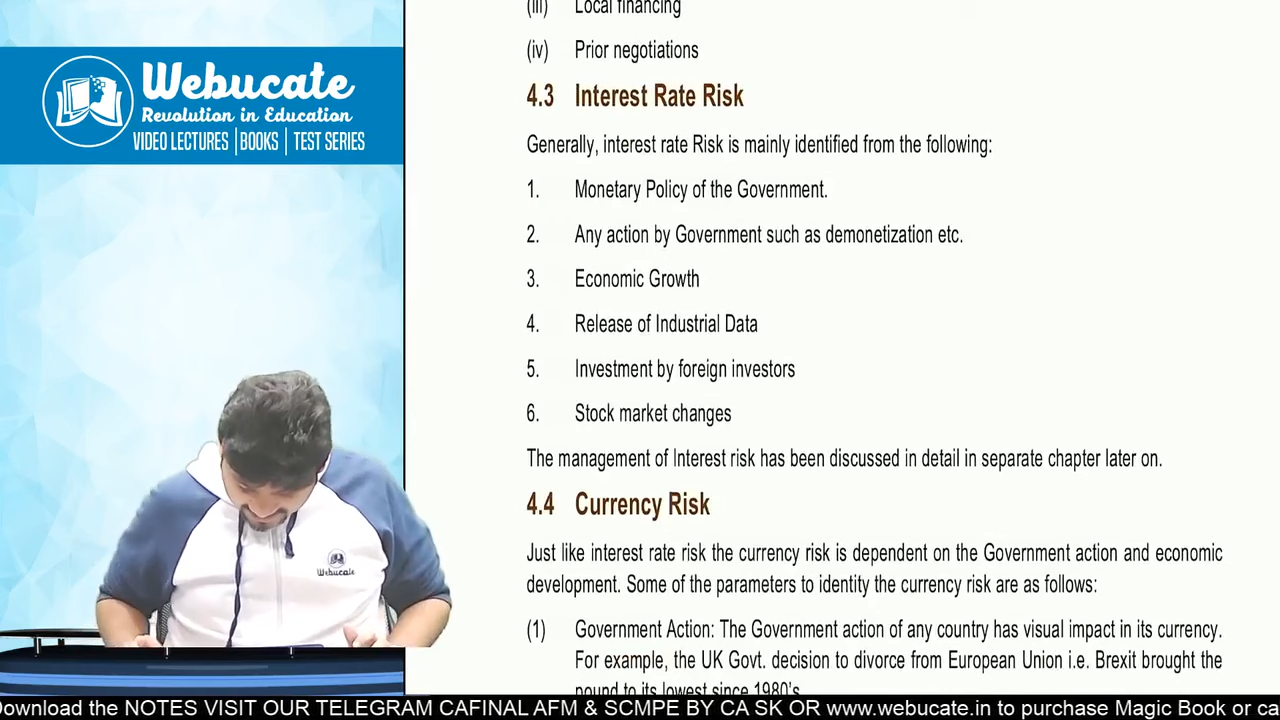 Webucate
Revolution in Education
VIDEO LECTURES | BOOKS | TEST SERIES
(iii) Local financing
(iv) Prior negotiations
4.3 Interest Rate Risk
Generally, interest rate Risk is mainly identified from the following:
1. Monetary Policy of the Government.
2. Any action by Government such as demonetization etc.
3. Economic Growth
4. Release of Industrial Data
5. Investment by foreign investors
6. Stock market changes
The management of Interest risk has been discussed in detail in separate chapter later on.
4.4 Currency Risk
Just like interest rate risk the currency risk is dependent on the Government action and economic
development. Some of the parameters to identity the currency risk are as follows:
(1) Government Action: The Government action of any country has visual impact in its currency.
For example, the UK Govt. decision to divorce from European Union i.e. Brexit brought the
pound to its lowest since 1980's
Webucate
Download the NOTES VISIT OUR TELEGRAM CAFINAL AFM & SCMPE BY CA SK OR www.webucate.in to purchase Magic Book or ca